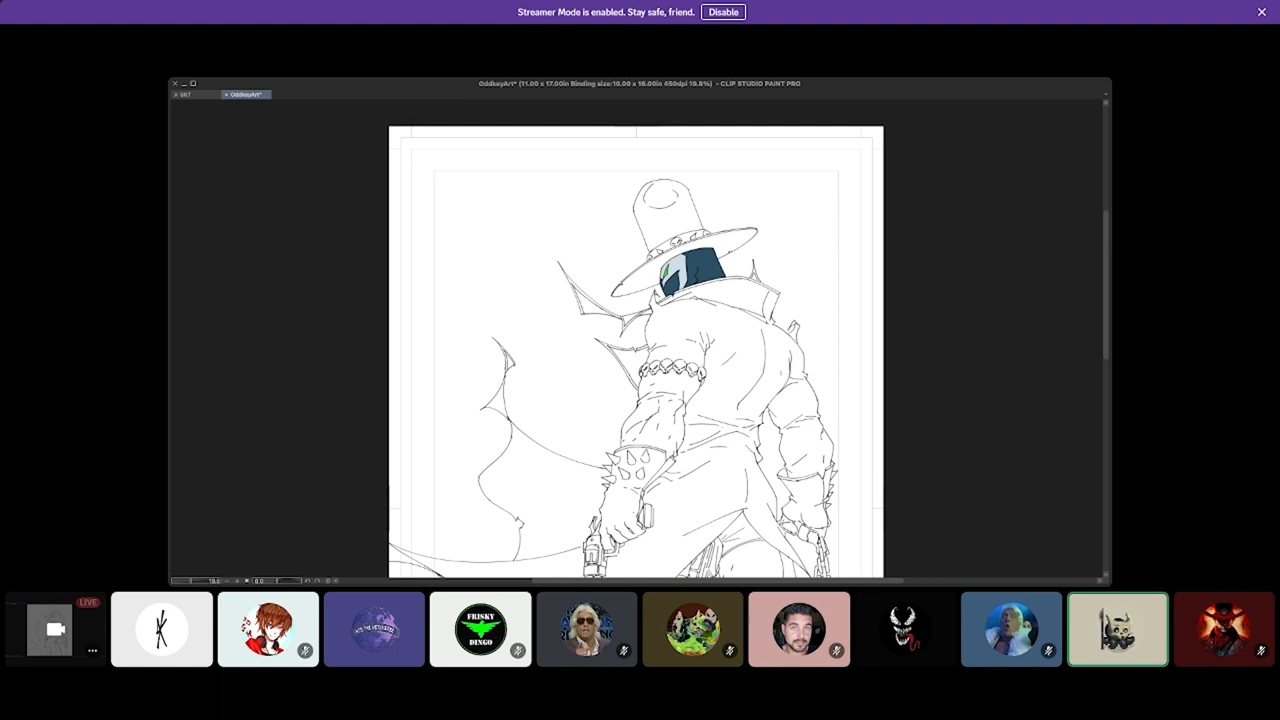 Streamer Mode is enabled. Stay safe, friend. Disable
OddkeyArt* (11.00 x 17.00in Binding size:10.00 x 16.00in 450dpi 19.8%) - CLIP STUDIO PAINT PRO
OddkeyArt*
LIVE
FRISKY
DINGO